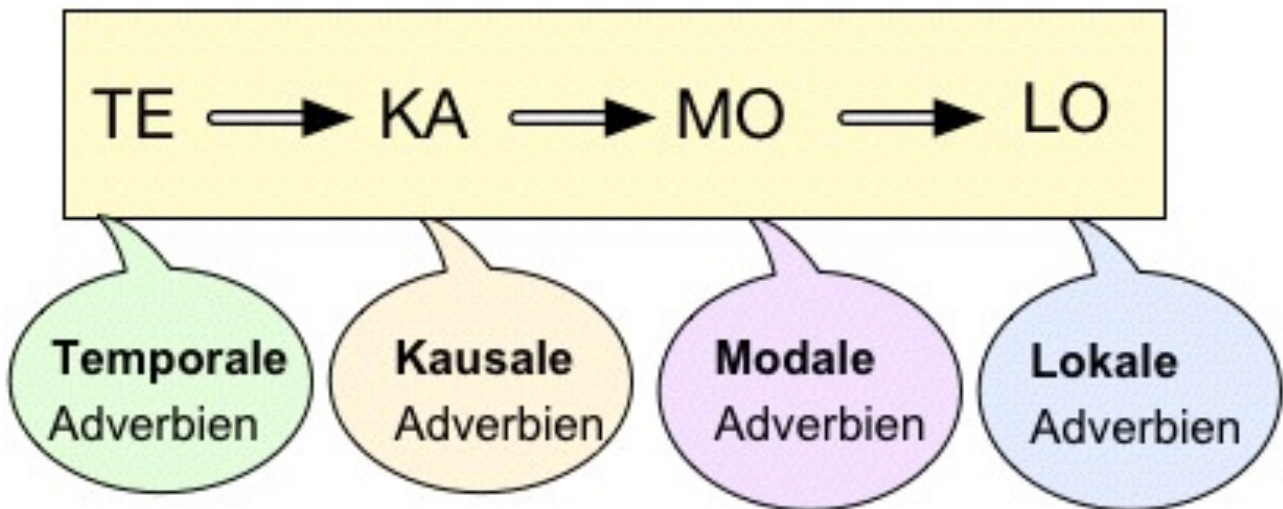 TE KA MO LO
Temporale
Adverbien
Kausale
Adverbien
Modale
Adverbien
Lokale
Adverbien